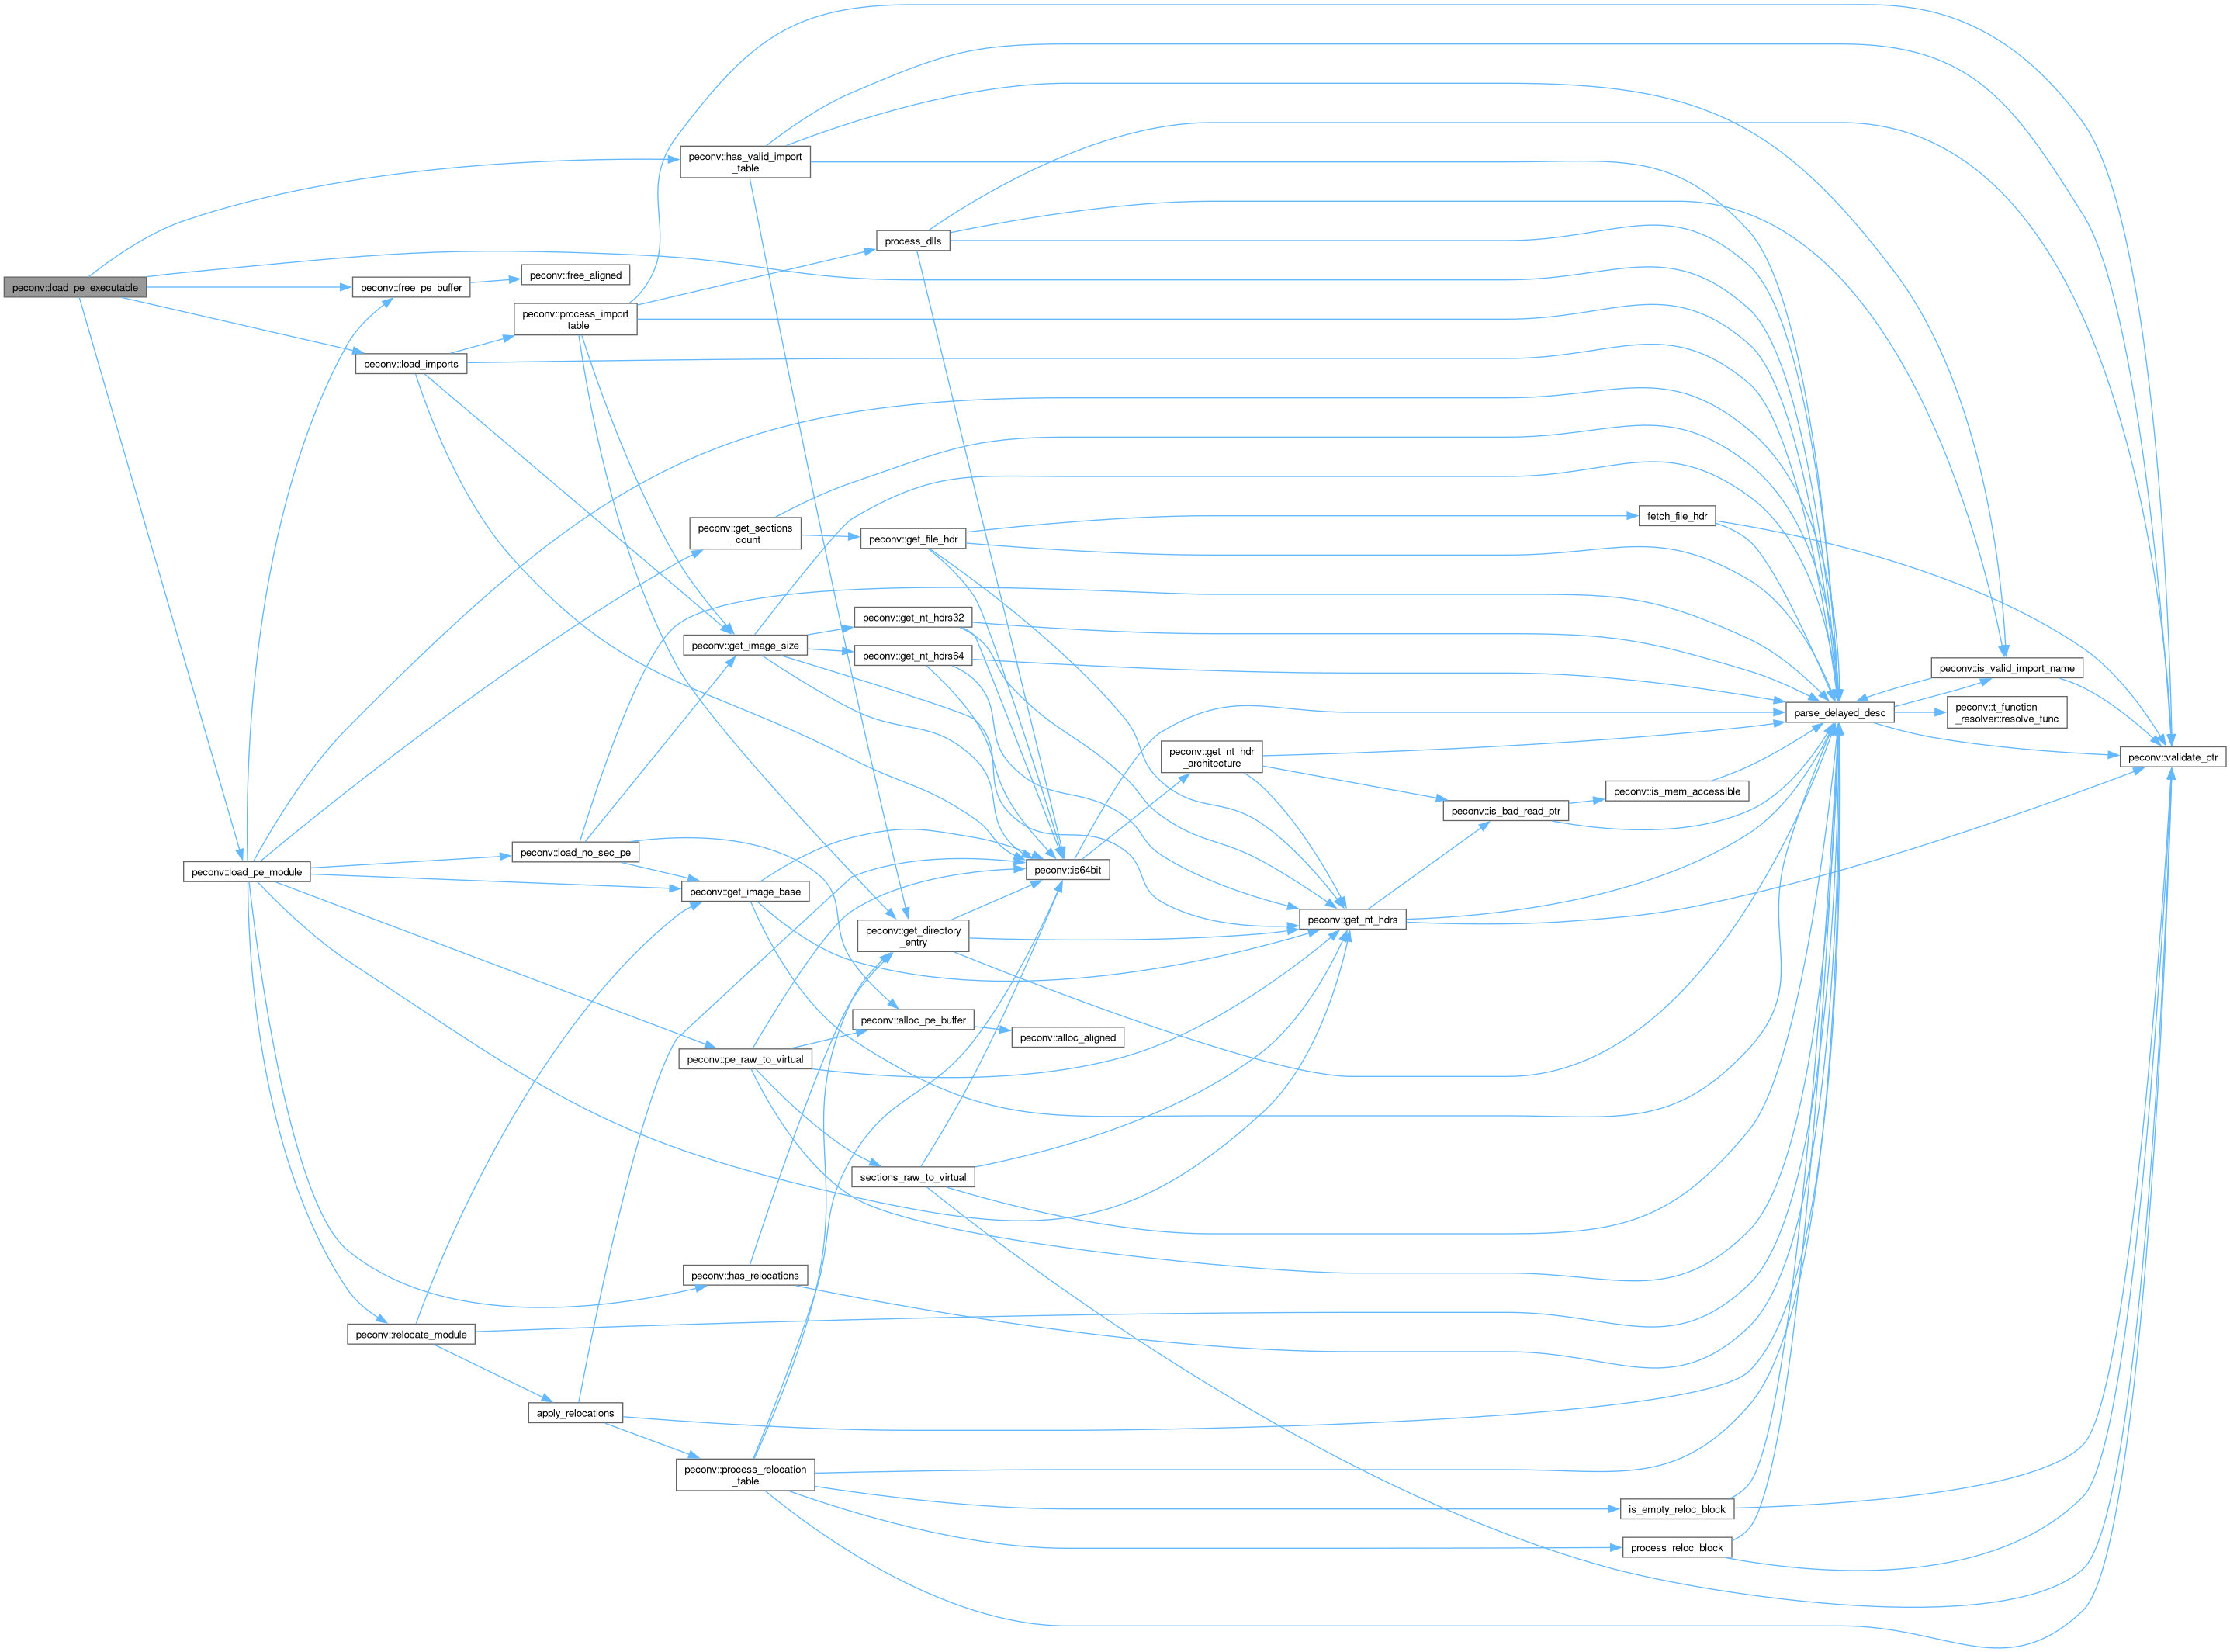 peconv::load_pe_executable
peconv::has_valid_import
_table
peconv::free_pe_buffer
peconv::free_aligned
peconv::load_imports
peconv::process_import
_table
process_dlls
peconv::get_sections
_count
peconv::get_file_hdr
fetch_file_hdr
peconv::get_nt_hdrs32
peconv::get_image_size
peconv::get_nt_hdrs64
peconv::is_valid_import_name
parse_delayed_desc
peconv::t_function
_resolver::resolve_func
peconv::validate_ptr
peconv::get_nt_hdr
_architecture
peconv::is_mem_accessible
peconv::is_bad_read_ptr
peconv::load_pe_module
peconv::load_no_sec_pe
peconv::is64bit
peconv::get_image_base
peconv::get_nt_hdrs
peconv::get_directory
_entry
peconv::alloc_pe_buffer
peconv::alloc_aligned
peconv::pe_raw_to_virtual
sections_raw_to_virtual
peconv::has_relocations
peconv::relocate_module
apply_relocations
peconv::process_relocation
_table
is_empty_reloc_block
process_reloc_block